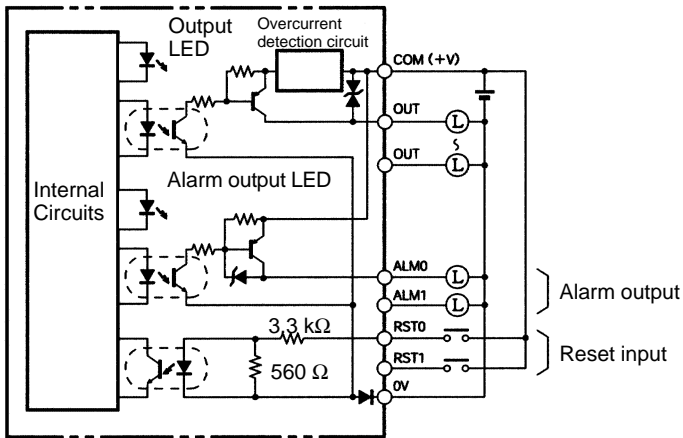 Output
LED
Overcurrent
detection circuit
COM (+V)
OUT
L
OUT
L
Internal
Circuits
Alarm output LED
ALM0
L
ALM1
L
Alarm output
3.3 kΩ
RST0
RST1
Reset input
560 Ω
0V